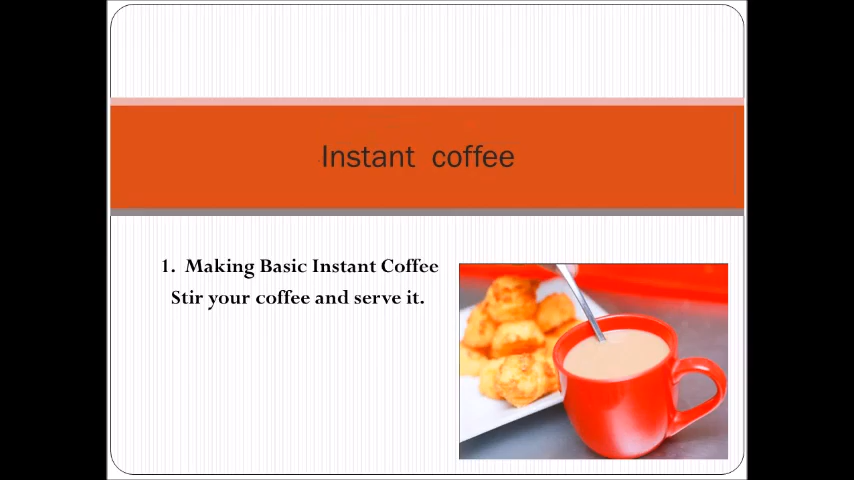 Instant coffee
1. Making Basic Instant Coffee
Stir your coffee and serve it.